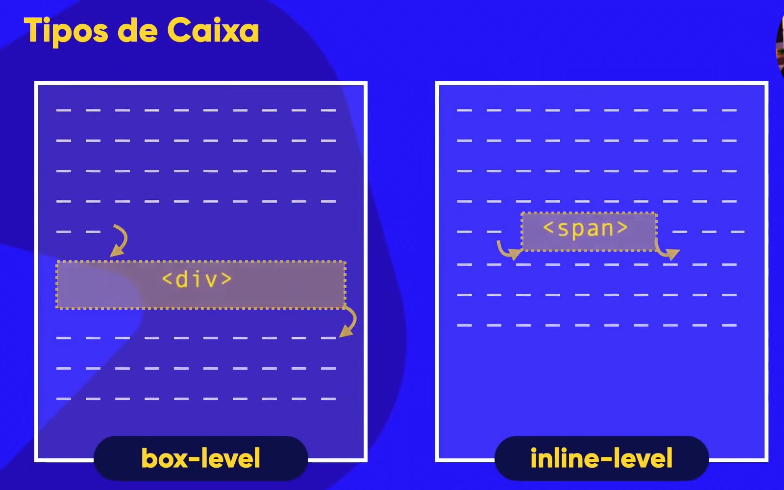 Tipos de Caixa
<div>
<span>
box-level
inline-level